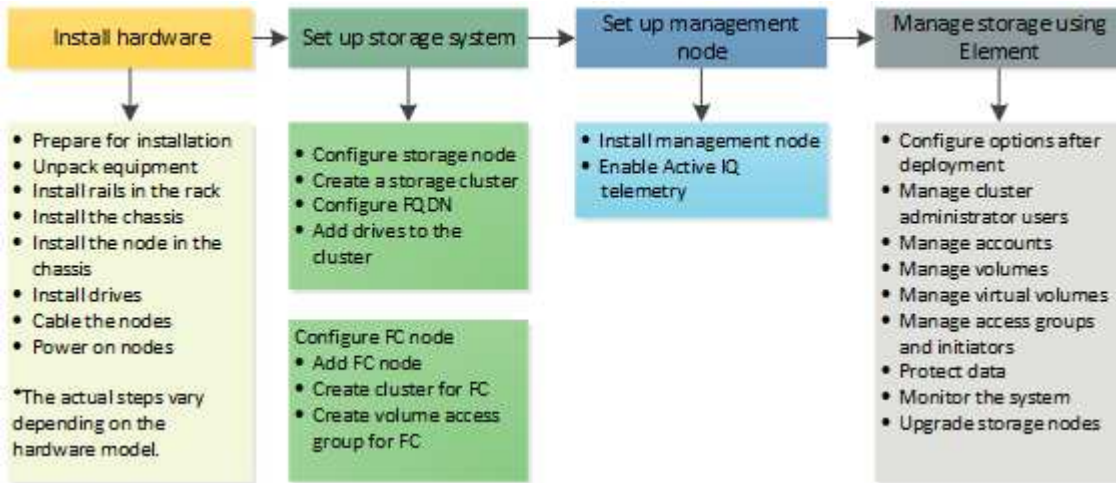 Install hardware
Set up storage system
Set up management
node
Manage storage using
Element
• Prepare for installation
• Unpack equipment
• Install rails in the rack
• Install the chassis
• Install the node in the
chassis
• Install drives
• Cable the nodes
• Power on nodes
*The actual steps vary
depending on the
hardware model.
• Configure storage node
• Create a storage cluster
• Configure FQDN
• Add drives to the
cluster
Configure FC node
• Add FC node
• Create cluster for FC
• Create volume access
group for FC
• Install management node
• Enable Active IQ
telemetry
• Configure options after
deployment
• Manage cluster
administrator users
• Manage accounts
• Manage volumes
• Manage virtual volumes
• Manage access groups
and initiators
• Protect data
• Monitor the system
• Upgrade storage nodes